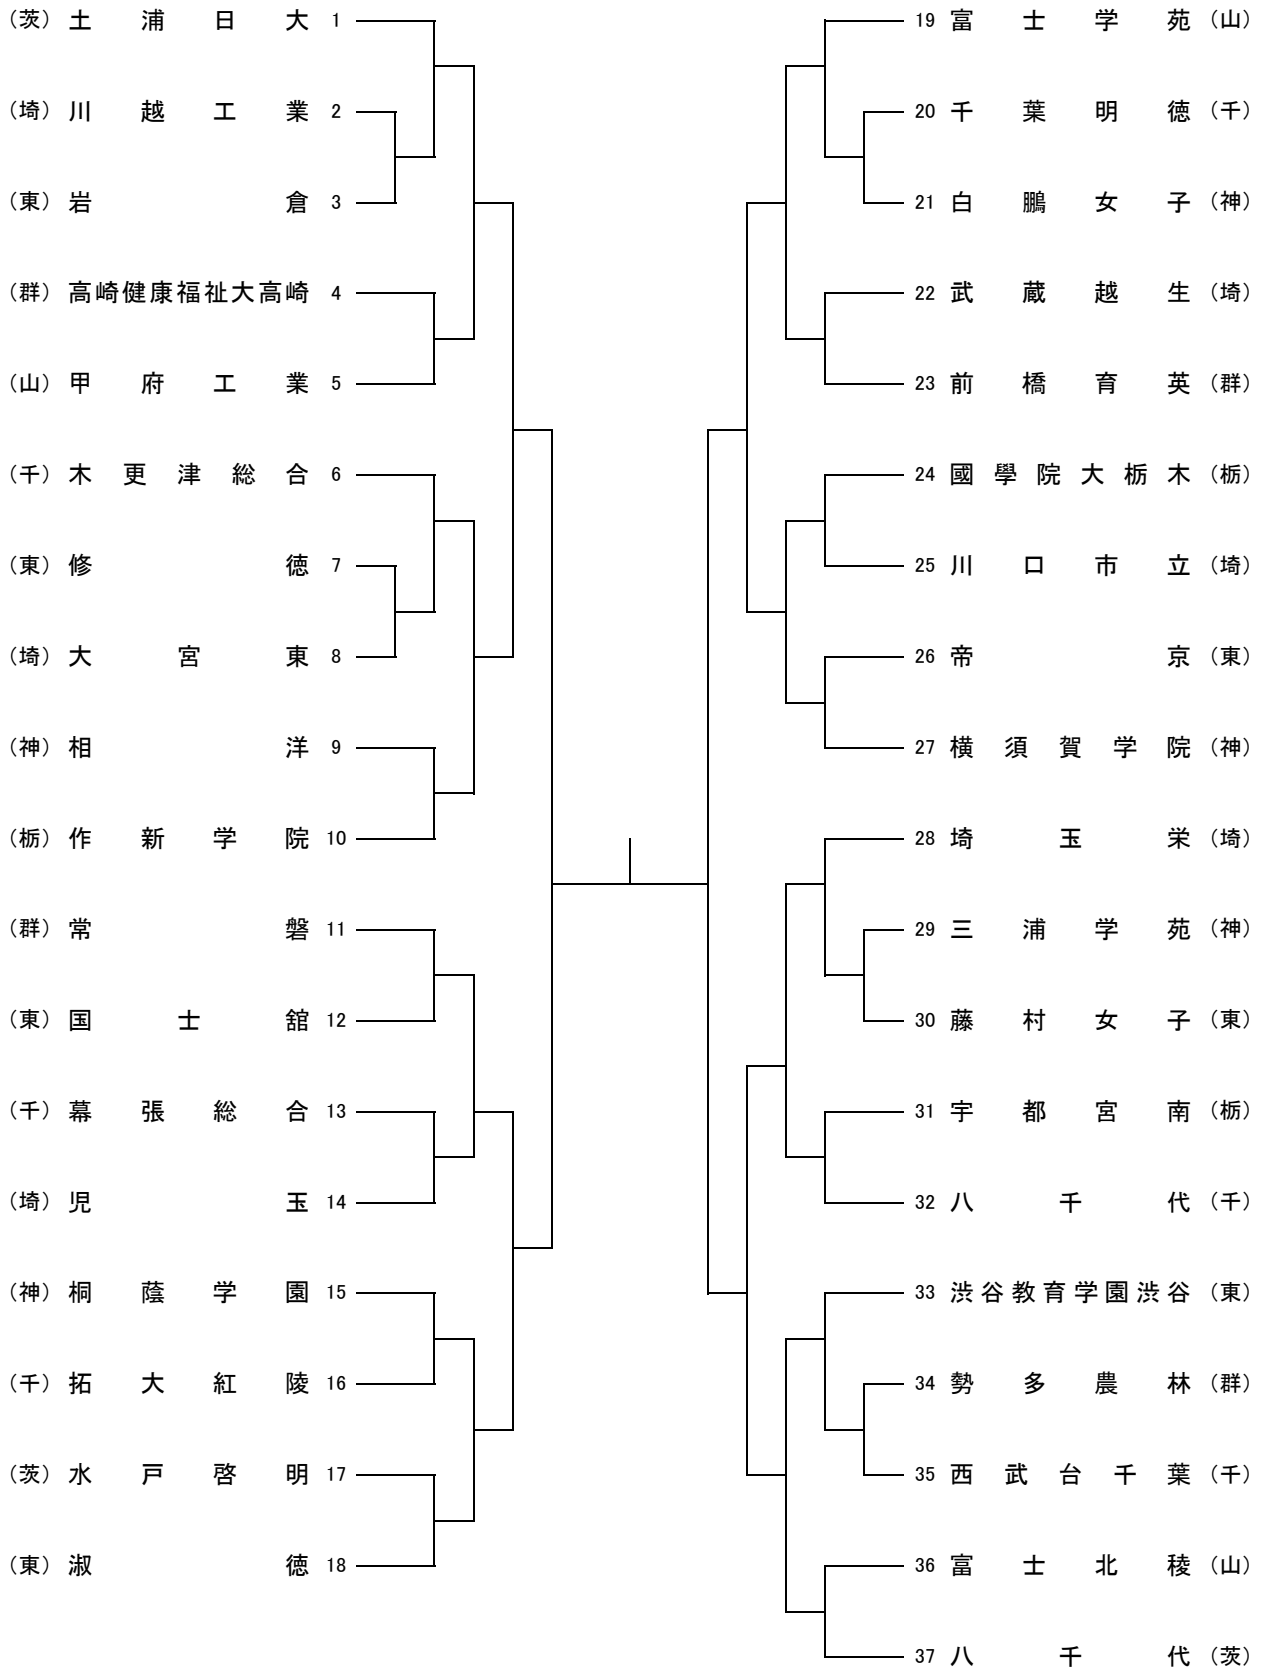 （茨）土浦日大 1
（埼）川越工業 2
（東）岩倉 3
（群）高崎健康福祉大高崎 4
（山）甲府工業 5
（千）木更津総合 6
（東）修徳 7
（埼）大宮東 8
（神）相洋 9
（栃）作新学院 10
（群）常磐 11
（東）国士舘 12
（千）幕張総合 13
（埼）児玉 14
（神）桐蔭学園 15
（千）拓大紅陵 16
（茨）水戸啓明 17
（東）淑徳 18
19 富士学苑（山）
20 千葉明徳（千）
21 白鵬女子（神）
22 武蔵越生（埼）
23 前橋育英（群）
24 國學院大栃木（栃）
25 川口市立（埼）
26 帝京（東）
27 横須賀学院（神）
28 埼玉栄（埼）
29 三浦学苑（神）
30 藤村女子（東）
31 宇都宮南（栃）
32 八千代（千）
33 渋谷教育学園渋谷（東）
34 勢多農林（群）
35 西武台千葉（千）
36 富士北稜（山）
37 八千代（茨）